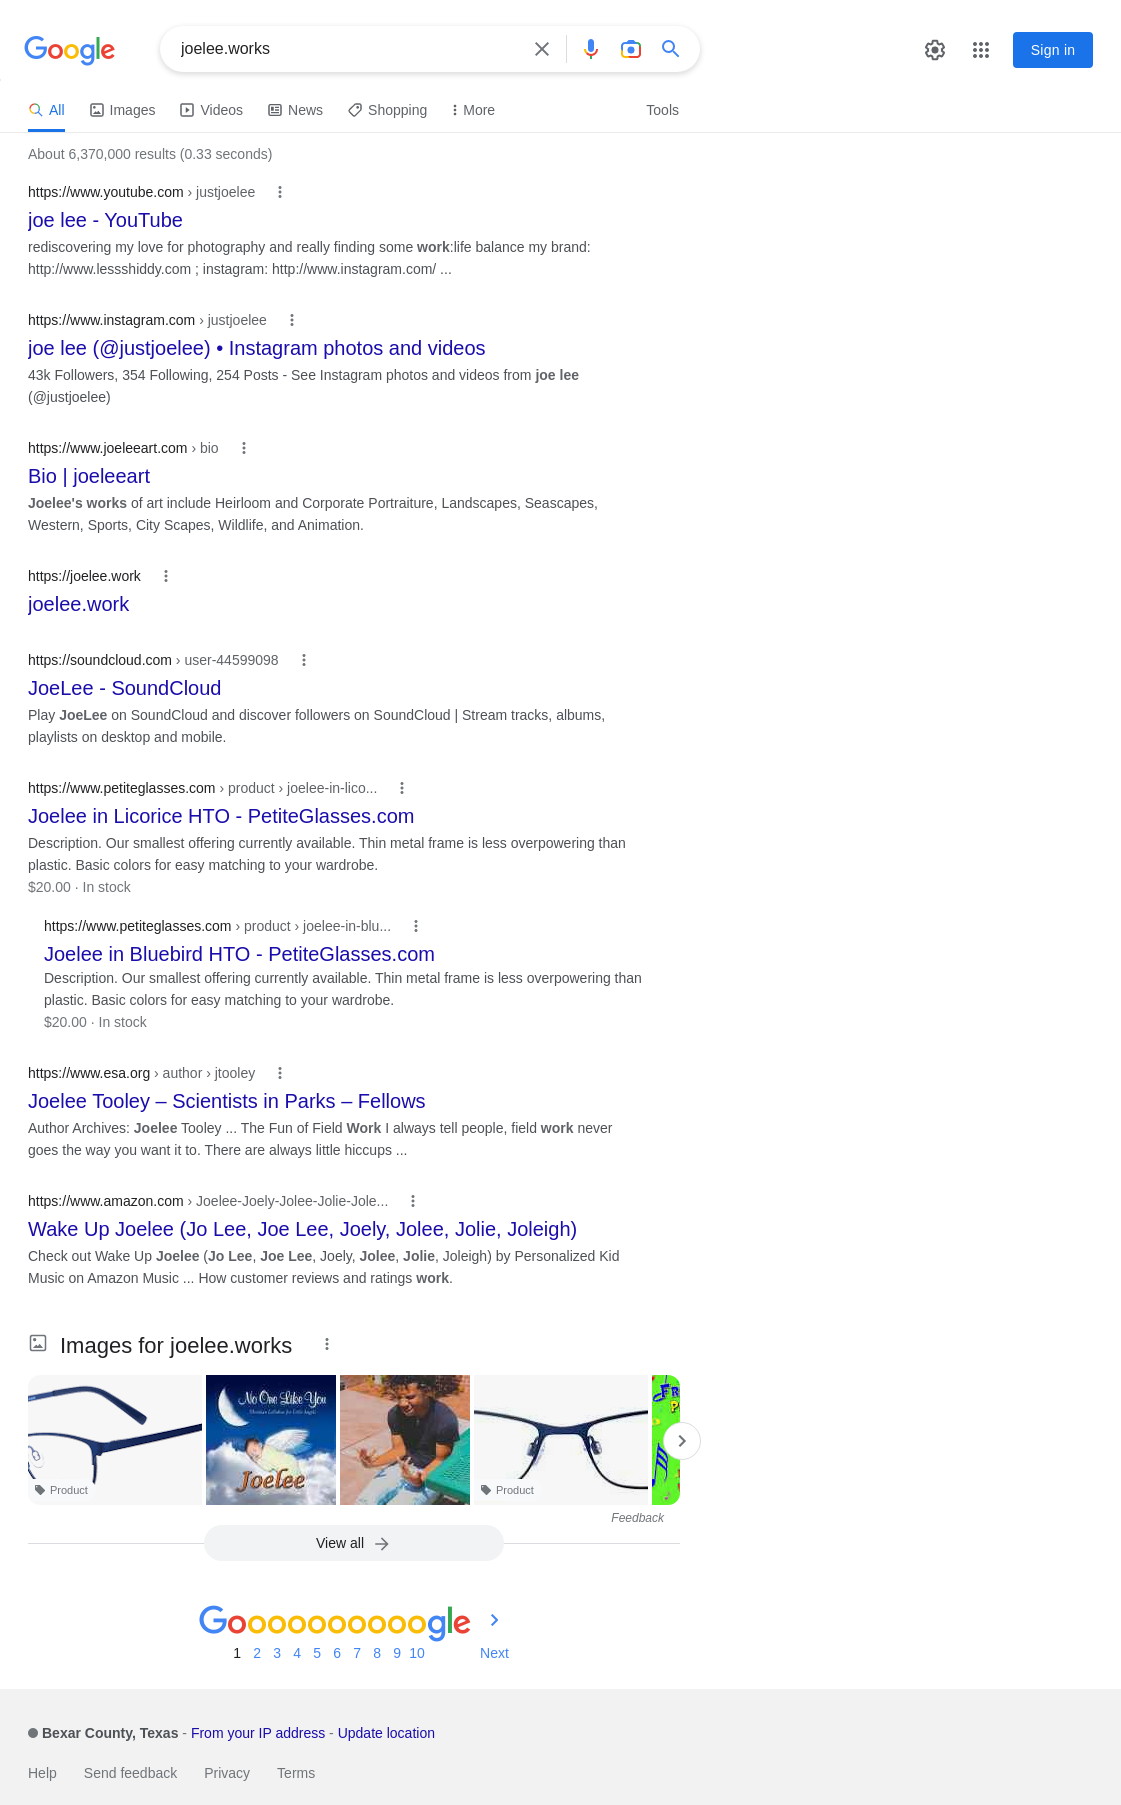 Google
joelee.works
Sign in
All
Images
Videos
News
Shopping
More
Tools
About 6,370,000 results (0.33 seconds)
https://www.youtube.com › justjoelee
joe lee - YouTube
rediscovering my love for photography and really finding some work:life balance my brand:
http://www.lessshiddy.com ; instagram: http://www.instagram.com/ ...
https://www.instagram.com › justjoelee
joe lee (@justjoelee) • Instagram photos and videos
43k Followers, 354 Following, 254 Posts - See Instagram photos and videos from joe lee
(@justjoelee)
https://www.joeleeart.com › bio
Bio | joeleeart
Joelee's works of art include Heirloom and Corporate Portraiture, Landscapes, Seascapes,
Western, Sports, City Scapes, Wildlife, and Animation.
https://joelee.work
joelee.work
https://soundcloud.com › user-44599098
JoeLee - SoundCloud
Play JoeLee on SoundCloud and discover followers on SoundCloud | Stream tracks, albums,
playlists on desktop and mobile.
https://www.petiteglasses.com › product › joelee-in-lico...
Joelee in Licorice HTO - PetiteGlasses.com
Description. Our smallest offering currently available. Thin metal frame is less overpowering than
plastic. Basic colors for easy matching to your wardrobe.
$20.00 · In stock
https://www.petiteglasses.com › product › joelee-in-blu...
Joelee in Bluebird HTO - PetiteGlasses.com
Description. Our smallest offering currently available. Thin metal frame is less overpowering than
plastic. Basic colors for easy matching to your wardrobe.
$20.00 · In stock
https://www.esa.org › author › jtooley
Joelee Tooley – Scientists in Parks – Fellows
Author Archives: Joelee Tooley ... The Fun of Field Work I always tell people, field work never
goes the way you want it to. There are always little hiccups ...
https://www.amazon.com › Joelee-Joely-Jolee-Jolie-Jole...
Wake Up Joelee (Jo Lee, Joe Lee, Joely, Jolee, Jolie, Joleigh)
Check out Wake Up Joelee (Jo Lee, Joe Lee, Joely, Jolee, Jolie, Joleigh) by Personalized Kid
Music on Amazon Music ... How customer reviews and ratings work.
Images for joelee.works
No One Like You
Joelee
Product
Product
Feedback
View all
Goooooooooogle
1 2 3 4 5 6 7 8 9 10 Next
Bexar County, Texas - From your IP address - Update location
Help Send feedback Privacy Terms